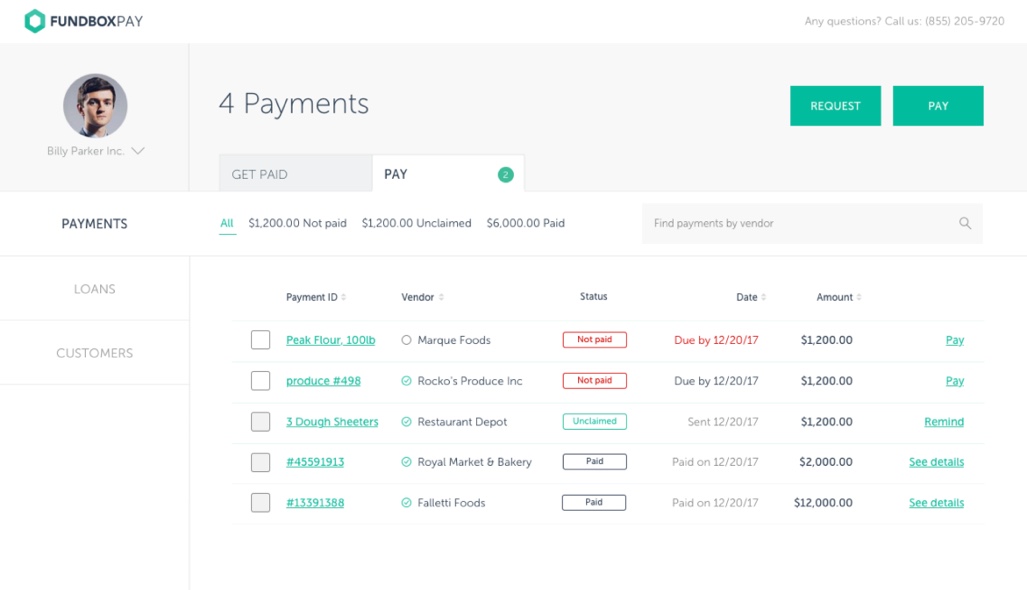 FUNDBOXPAY
Any questions? Call us: (855) 205-9720
Billy Parker Inc.
4 Payments
REQUEST
PAY
GET PAID
PAY
2
PAYMENTS
LOANS
CUSTOMERS
All $1,200.00 Not paid $1,200.00 Unclaimed $6,000.00 Paid
Find payments by vendor
Payment ID Vendor Status Date Amount
Peak Flour, 100lb Marque Foods Not paid Due by 12/20/17 $1,200.00 Pay
produce #498 Rocko's Produce Inc Not paid Due by 12/20/17 $1,200.00 Pay
3 Dough Sheeters Restaurant Depot Unclaimed Sent 12/20/17 $1,200.00 Remind
#45591913 Royal Market & Bakery Paid Paid on 12/20/17 $2,000.00 See details
#13391388 Falletti Foods Paid Paid on 12/20/17 $12,000.00 See details